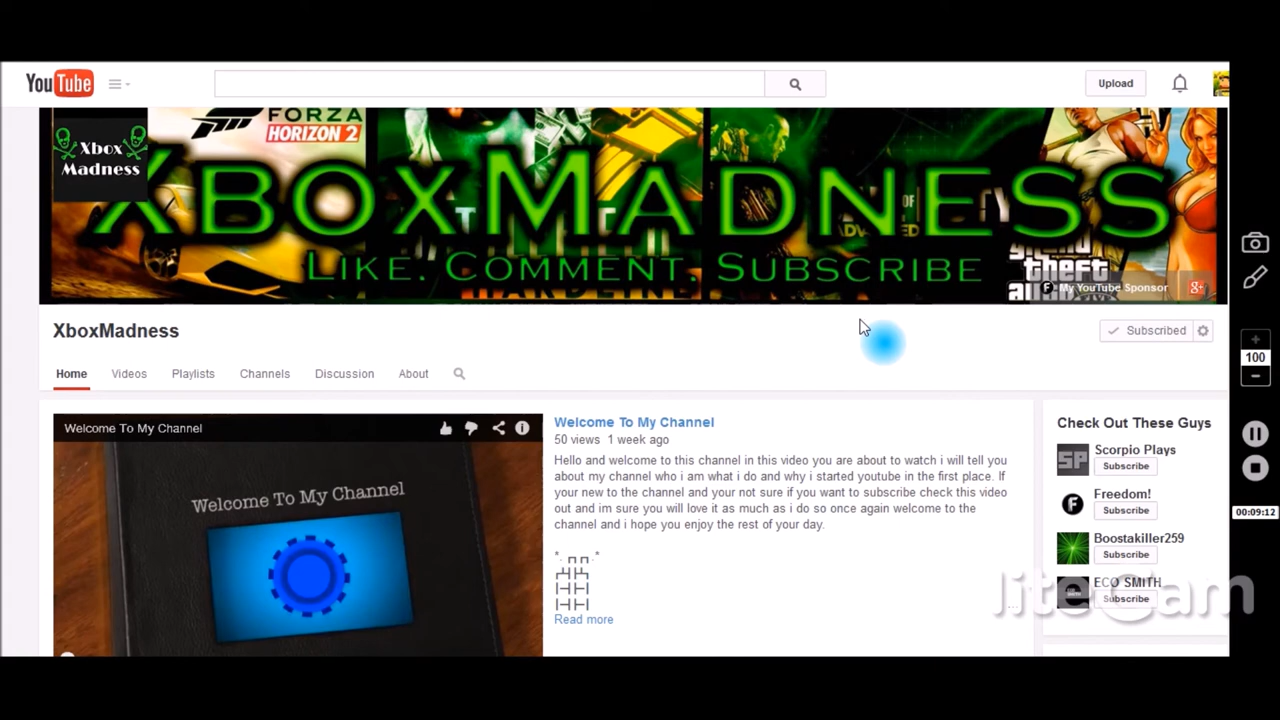 YouTube
Upload
FORZA
HORIZON 2
Xbox
Madness
XBOXMADNESS
LIKE. COMMENT. SUBSCRIBE
grand
theft
My YouTube Sponsor
g+
XboxMadness
Subscribed
Home
Videos
Playlists
Channels
Discussion
About
Welcome To My Channel
Welcome To My Channel
Welcome To My Channel
50 views 1 week ago
Hello and welcome to this channel in this video you are about to watch i will tell you
about my channel who i am what i do and why i started youtube in the first place. If
your new to the channel and your not sure if you want to subscribe check this video
out and im sure you will love it as much as i do so once again welcome to the
channel and i hope you enjoy the rest of your day.
...
Read more
Check Out These Guys
SP
Scorpio Plays
Subscribe
F
Freedom!
Subscribe
Boostakiller259
Subscribe
ECO SMITH
Subscribe
liteCam
100
00:09:12